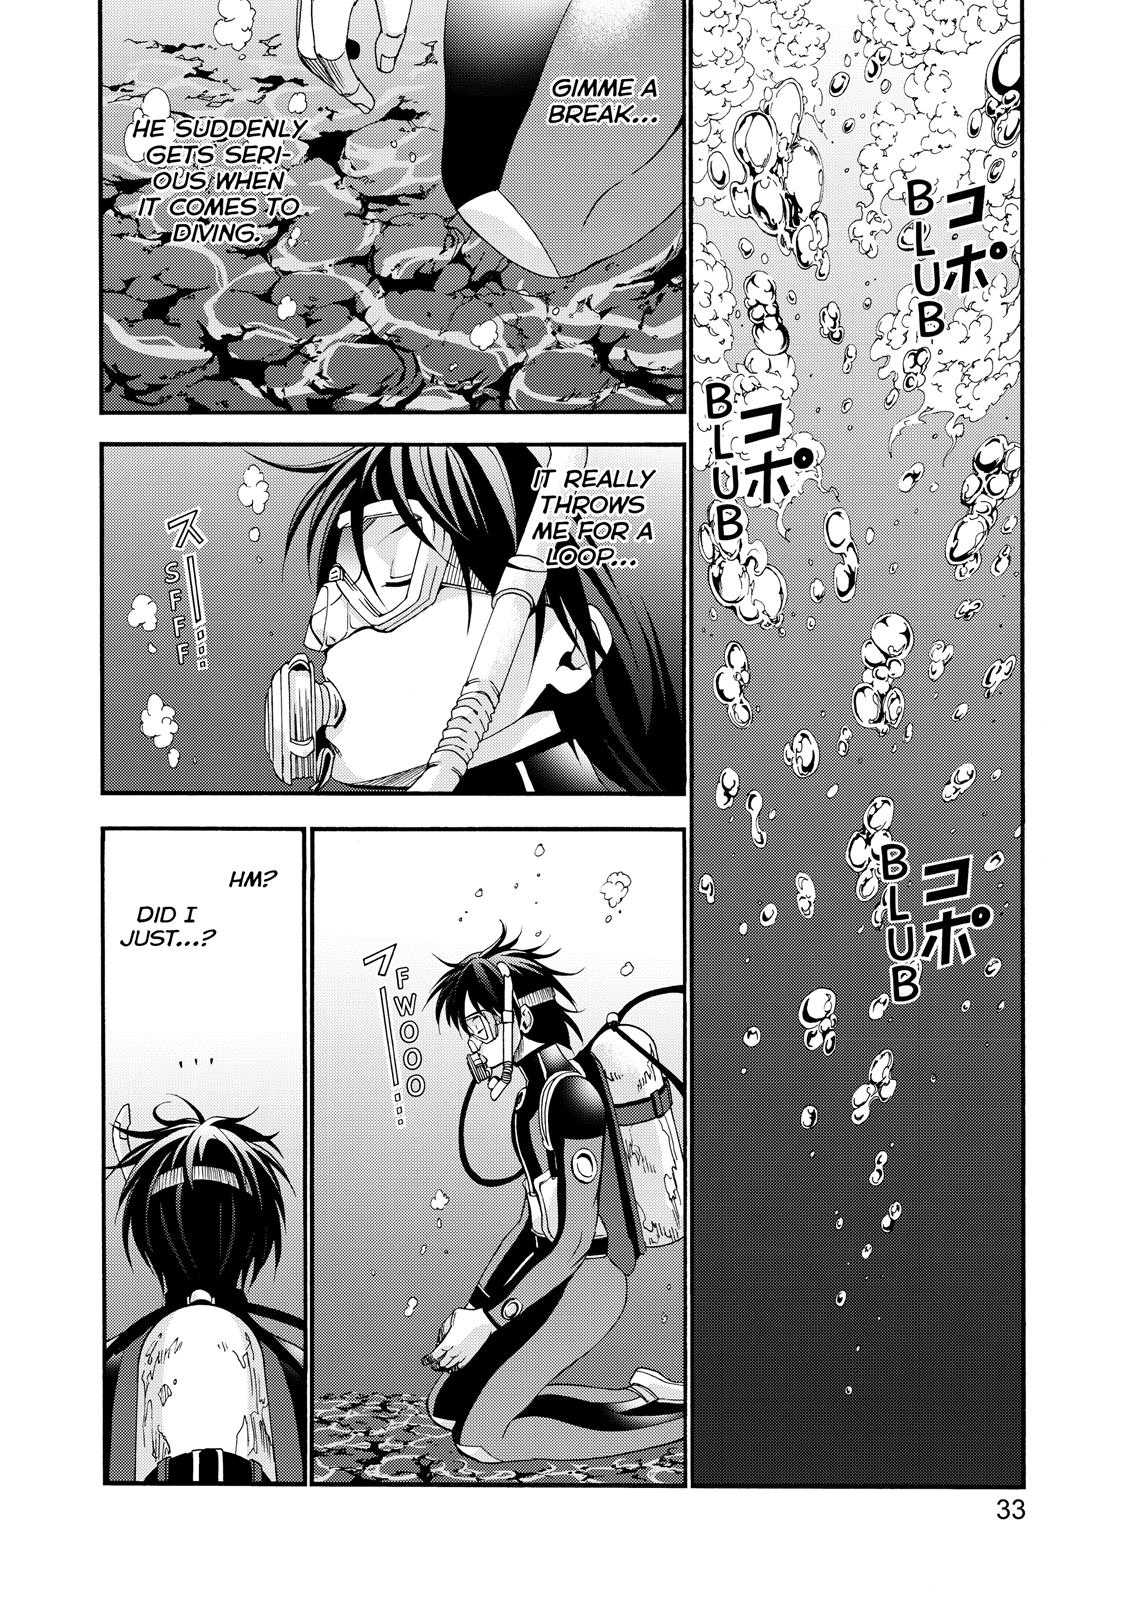 コポ
BLUB
コポ
BLUB
コポ
BLUB
GIMME A
BREAK...
HE SUDDENLY
GETS SERI-
OUS WHEN
IT COMES TO
DIVING.
IT REALLY
THROWS
ME FOR A
LOOP...
スー...
SFFF
フー...
FWOOO
HM?
DID I
JUST...?
33